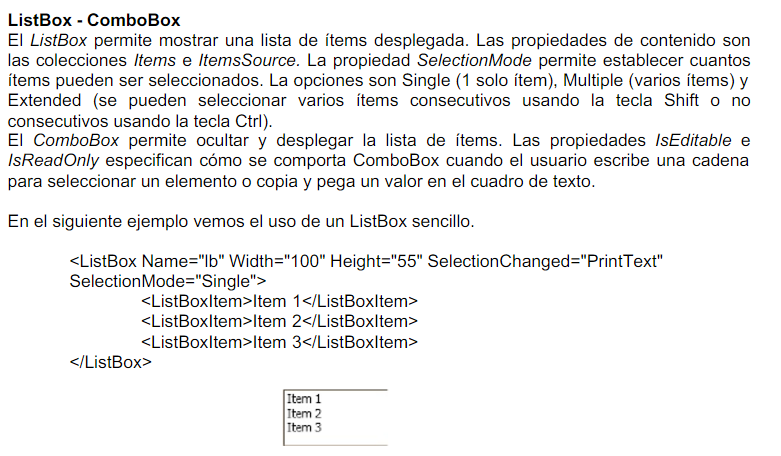 ListBox - ComboBox
El ListBox permite mostrar una lista de ítems desplegada. Las propiedades de contenido son
las colecciones Items e ItemsSource. La propiedad SelectionMode permite establecer cuantos
ítems pueden ser seleccionados. La opciones son Single (1 solo ítem), Multiple (varios ítems) y
Extended (se pueden seleccionar varios ítems consecutivos usando la tecla Shift o no
consecutivos usando la tecla Ctrl).
El ComboBox permite ocultar y desplegar la lista de ítems. Las propiedades IsEditable e
IsReadOnly especifican cómo se comporta ComboBox cuando el usuario escribe una cadena
para seleccionar un elemento o copia y pega un valor en el cuadro de texto.
En el siguiente ejemplo vemos el uso de un ListBox sencillo.
<ListBox Name="lb" Width="100" Height="55" SelectionChanged="PrintText"
SelectionMode="Single">
<ListBoxItem>Item 1</ListBoxItem>
<ListBoxItem>Item 2</ListBoxItem>
<ListBoxItem>Item 3</ListBoxItem>
</ListBox>
Item 1
Item 2
Item 3